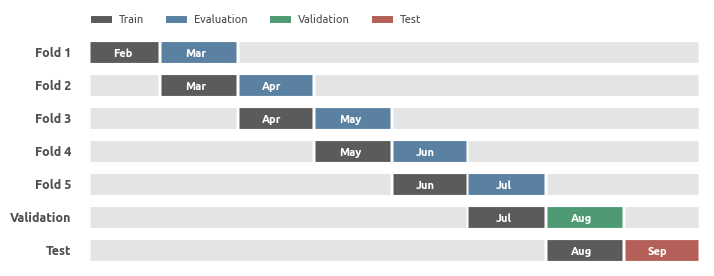 Train Evaluation Validation Test
Fold 1 Feb Mar
Fold 2 Mar Apr
Fold 3 Apr May
Fold 4 May Jun
Fold 5 Jun Jul
Validation Jul Aug
Test Aug Sep